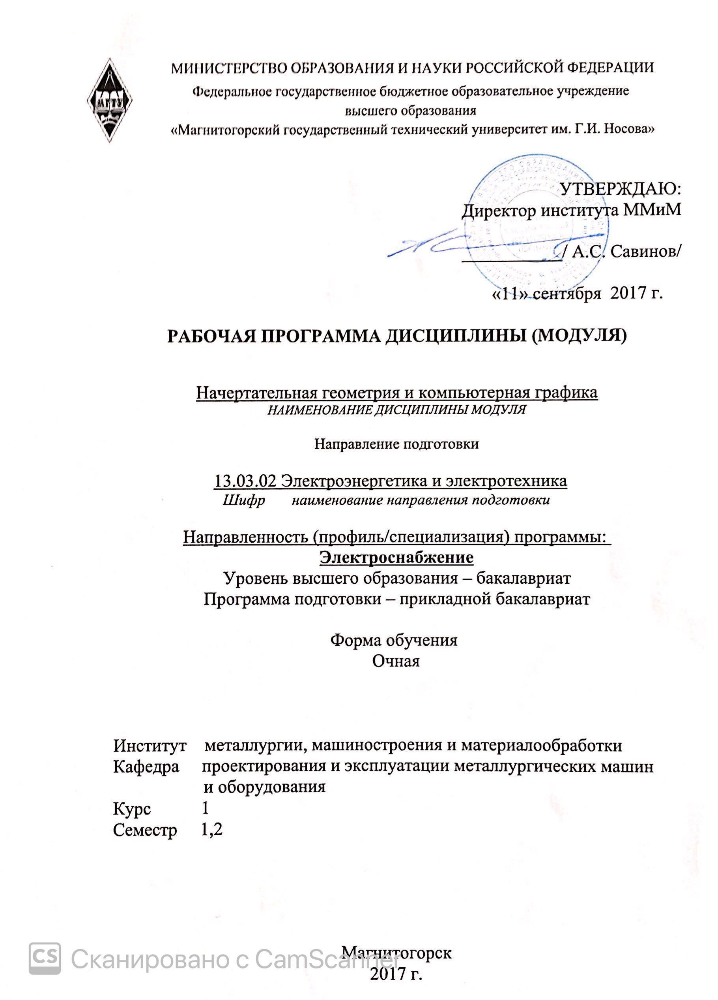 МИНИСТЕРСТВО ОБРАЗОВАНИЯ И НАУКИ РОССИЙСКОЙ ФЕДЕРАЦИИ
Федеральное государственное бюджетное образовательное учреждение
высшего образования
«Магнитогорский государственный технический университет им. Г.И. Носова»
МГТУ
УТВЕРЖДАЮ:
Директор института ММиМ
/ А.С. Савинов/
«11» сентября 2017 г.
РАБОЧАЯ ПРОГРАММА ДИСЦИПЛИНЫ (МОДУЛЯ)
Начертательная геометрия и компьютерная графика
НАИМЕНОВАНИЕ ДИСЦИПЛИНЫ МОДУЛЯ
Направление подготовки
13.03.02 Электроэнергетика и электротехника
Шифр наименование направления подготовки
Направленность (профиль/специализация) программы:
Электроснабжение
Уровень высшего образования – бакалавриат
Программа подготовки – прикладной бакалавриат
Форма обучения
Очная
Институт металлургии, машиностроения и материалообработки
Кафедра проектирования и эксплуатации металлургических машин
и оборудования
Курс 1
Семестр 1,2
Магнитогорск
2017 г.
CS Сканировано с CamScanner